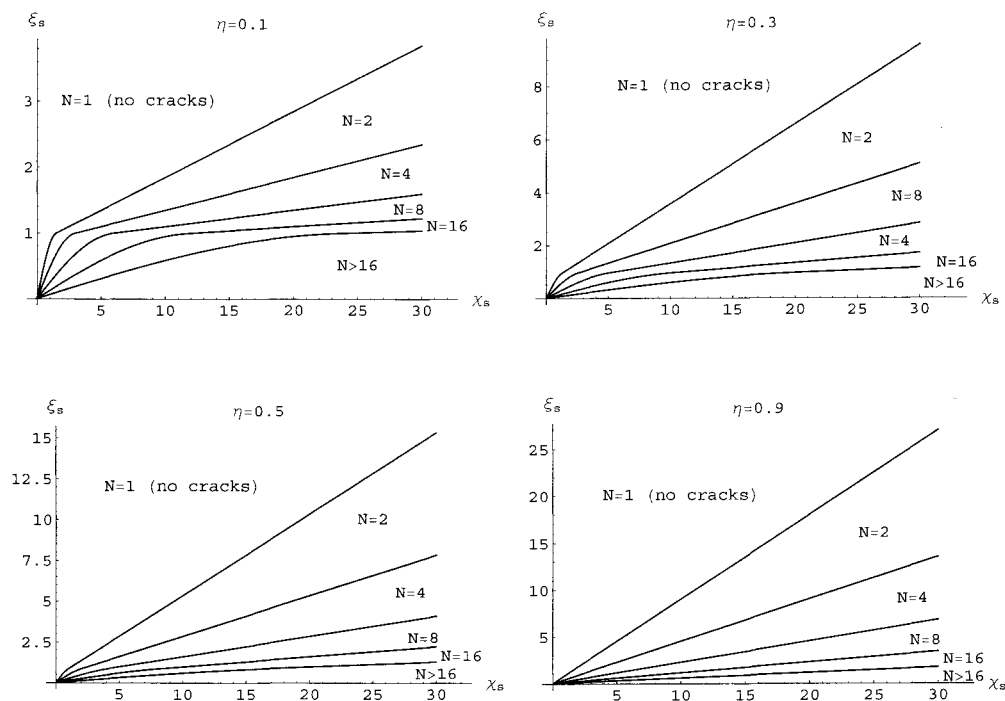 ξs
η=0.1
3
2
1
N=1 (no cracks)
N=2
N=4
N=8
N=16
N>16
5
10
15
20
25
30
χs
ξs
η=0.3
8
6
4
2
N=1 (no cracks)
N=2
N=8
N=4
N=16
N>16
5
10
15
20
25
30
χs
ξs
η=0.5
15
12.5
10
7.5
5
2.5
N=1 (no cracks)
N=2
N=4
N=8
N=16
N>16
5
10
15
20
25
30
χs
ξs
η=0.9
25
20
15
10
5
N=1 (no cracks)
N=2
N=4
N=8
N=16
N>16
5
10
15
20
25
30
χs